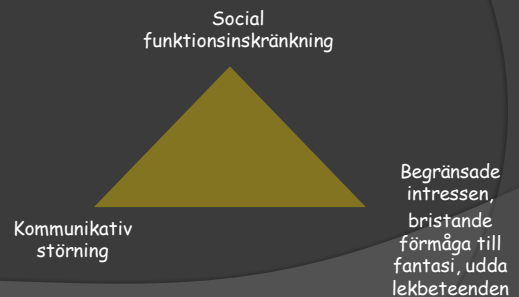 Social
funktionsinskränkning
Begränsade
intressen,
bristande
förmåga till
fantasi, udda
lekbeteenden
Kommunikativ
störning